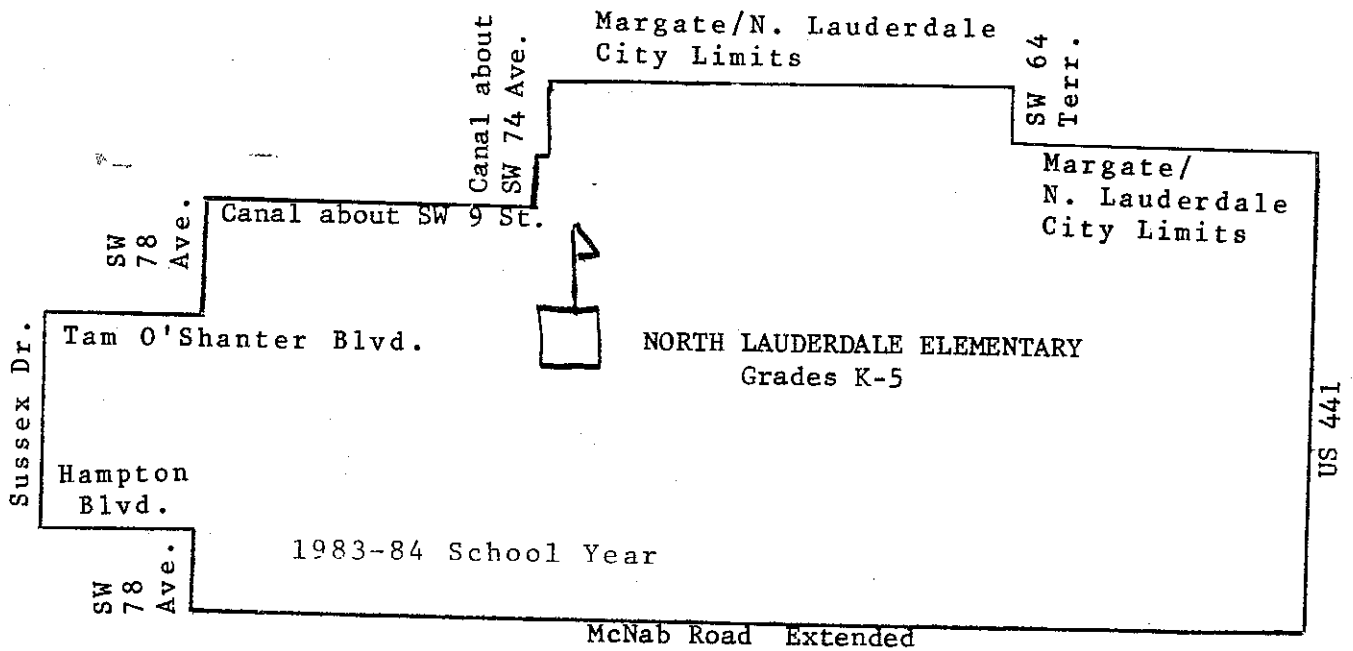 Margate/N. Lauderdale
City Limits
Canal about
SW 74 Ave.
SW 64
Terr.
Margate/
N. Lauderdale
City Limits
SW
78
Ave.
Canal about SW 9 St.
Sussex Dr.
Tam O'Shanter Blvd.
NORTH LAUDERDALE ELEMENTARY
Grades K-5
US 441
Hampton
Blvd.
1983-84 School Year
SW
78
Ave.
McNab Road Extended